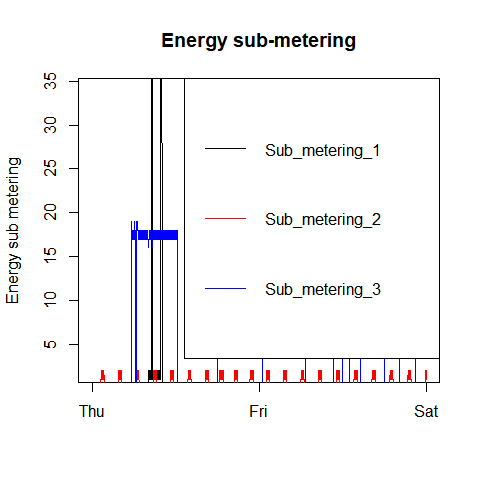 Energy sub-metering
Energy sub metering
35
30
25
20
15
10
5
Sub_metering_1
Sub_metering_2
Sub_metering_3
Thu
Fri
Sat